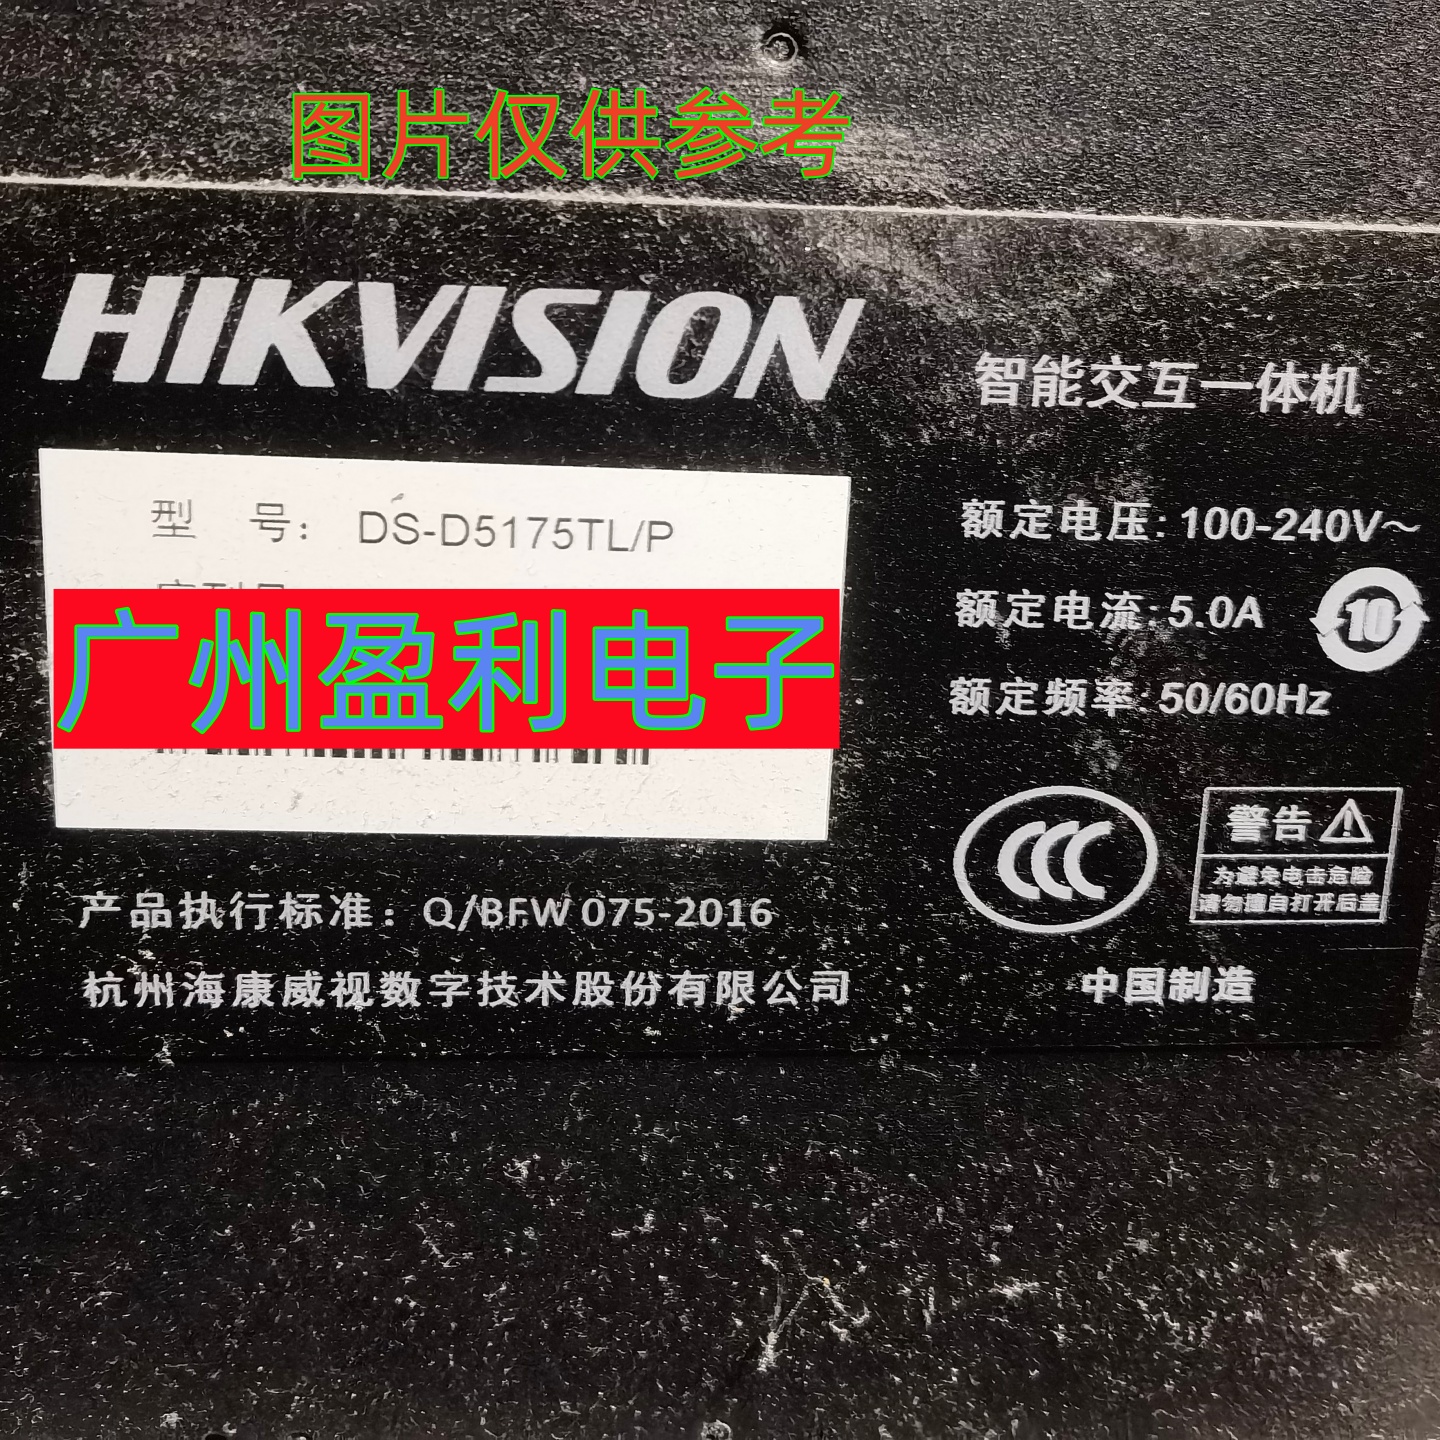 图片仅供参考
HIKVISION
智能交互一体机
型 号: DS-D5175TL/P
广州盈利电子
额定电压: 100-240V～
额定电流: 5.0A
10
额定频率: 50/60Hz
CCC
警告
为避免电击危险
请勿擅自打开后盖
产品执行标准: Q/BFW 075-2016
杭州海康威视数字技术股份有限公司
中国制造